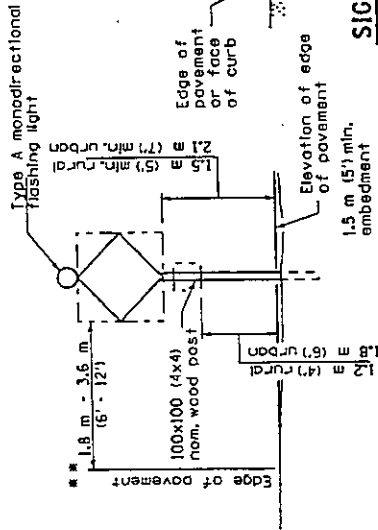 Type A monodirectional
flashing light
** 1.8 m - 3.6 m
(6' - 12')
Edge of pavement
100x100 (4x4)
nom. wood post
1.2 m (4') rural
1.8 m (6') urban
1.5 m (5') min. rural
2.1 m (7') min. urban
Edge of
pavement
or face
of curb
Elevation of edge
of pavement
1.5 m (5') min.
embedment
SIG